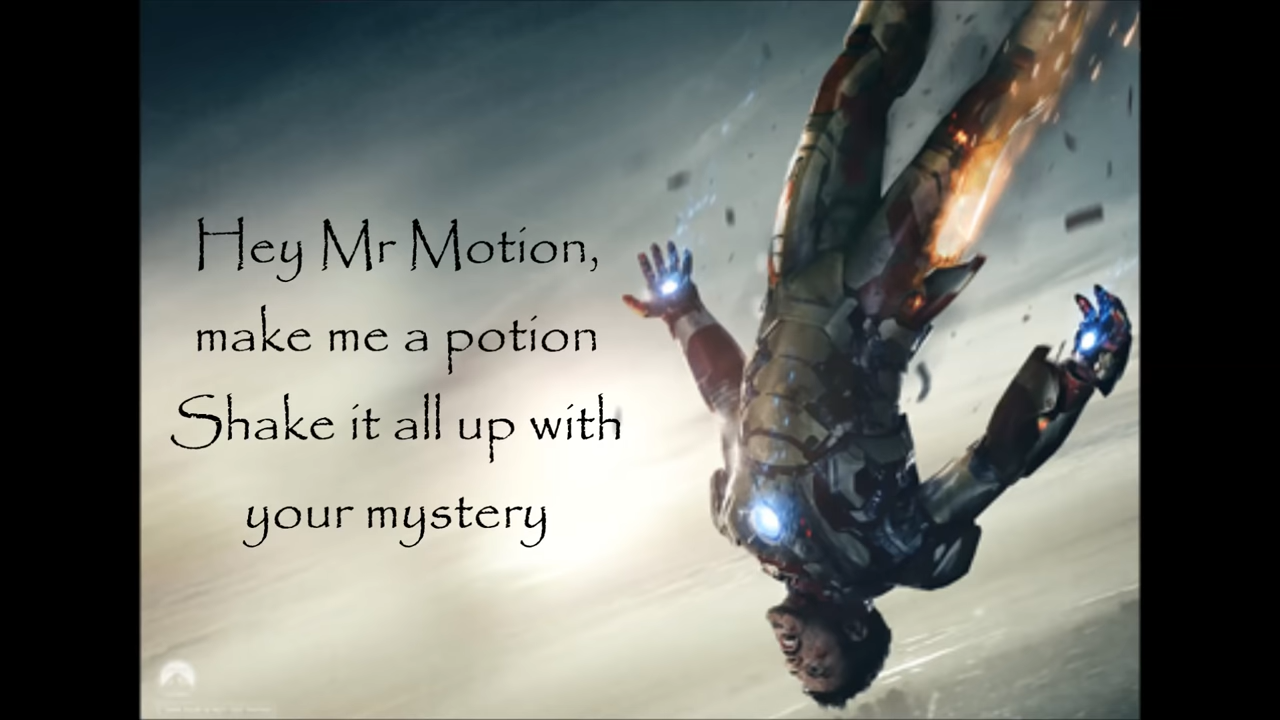 Hey Mr Motion,
make me a potion
Shake it all up with
your mystery